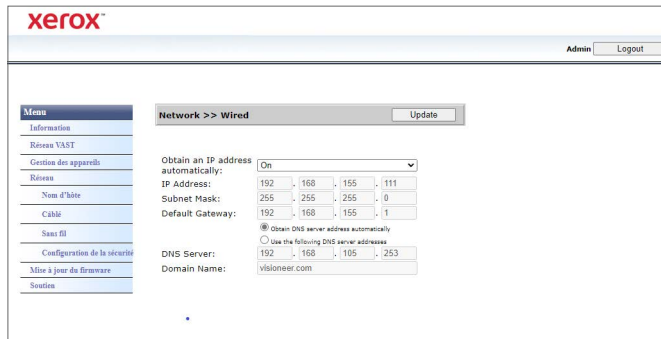 xerox™
Admin Logout
Menu
Information
Réseau VAST
Gestion des appareils
Réseau
Nom d'hôte
Câblé
Sans fil
Configuration de la sécurité
Mise à jour du firmware
Soutien
Network >> Wired Update
Obtain an IP address automatically: On
IP Address: 192 . 168 . 155 . 111
Subnet Mask: 255 . 255 . 255 . 0
Default Gateway: 192 . 168 . 155 . 1
Obtain DNS server address automatically
Use the following DNS server addresses
DNS Server: 192 . 168 . 105 . 253
Domain Name: visioneer.com